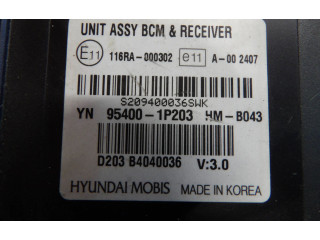 UNIT ASSY BCM & RECEIVER
E11 116RA-000302 e11 A-00 2407
S209400036SWK
YN 95400-1P203 HM-B043
D203 B4040036 V:3.0
HYUNDAI MOBIS MADE IN KOREA